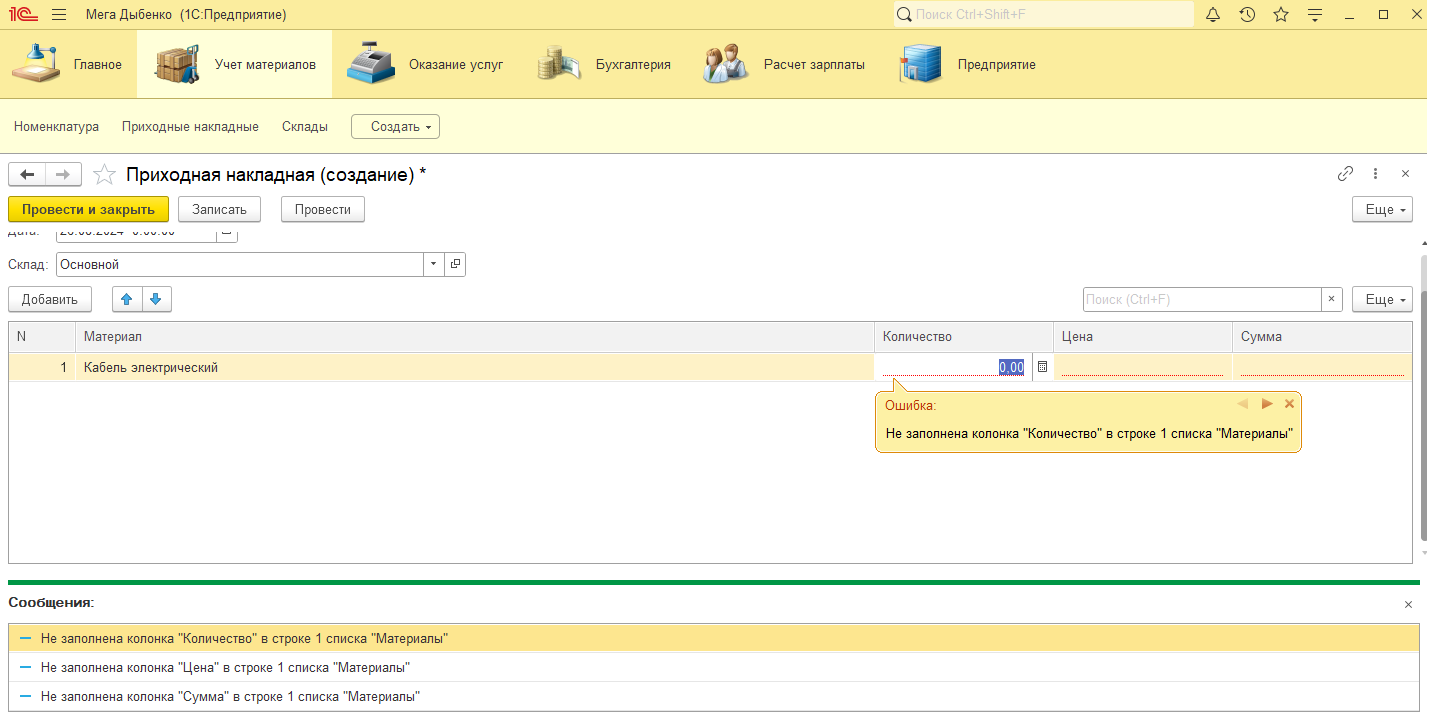 1С Мега Дыбенко (1С:Предприятие) Поиск Ctrl+Shift+F
Главное Учет материалов Оказание услуг Бухгалтерия Расчет зарплаты Предприятие
Номенклатура Приходные накладные Склады Создать
Приходная накладная (создание) *
Провести и закрыть Записать Провести Еще
Дата:
Склад: Основной
Добавить Поиск (Ctrl+F) × Еще
N Материал Количество Цена Сумма
1 Кабель электрический 0,00
Ошибка:
Не заполнена колонка "Количество" в строке 1 списка "Материалы"
Сообщения:
Не заполнена колонка "Количество" в строке 1 списка "Материалы"
Не заполнена колонка "Цена" в строке 1 списка "Материалы"
Не заполнена колонка "Сумма" в строке 1 списка "Материалы"